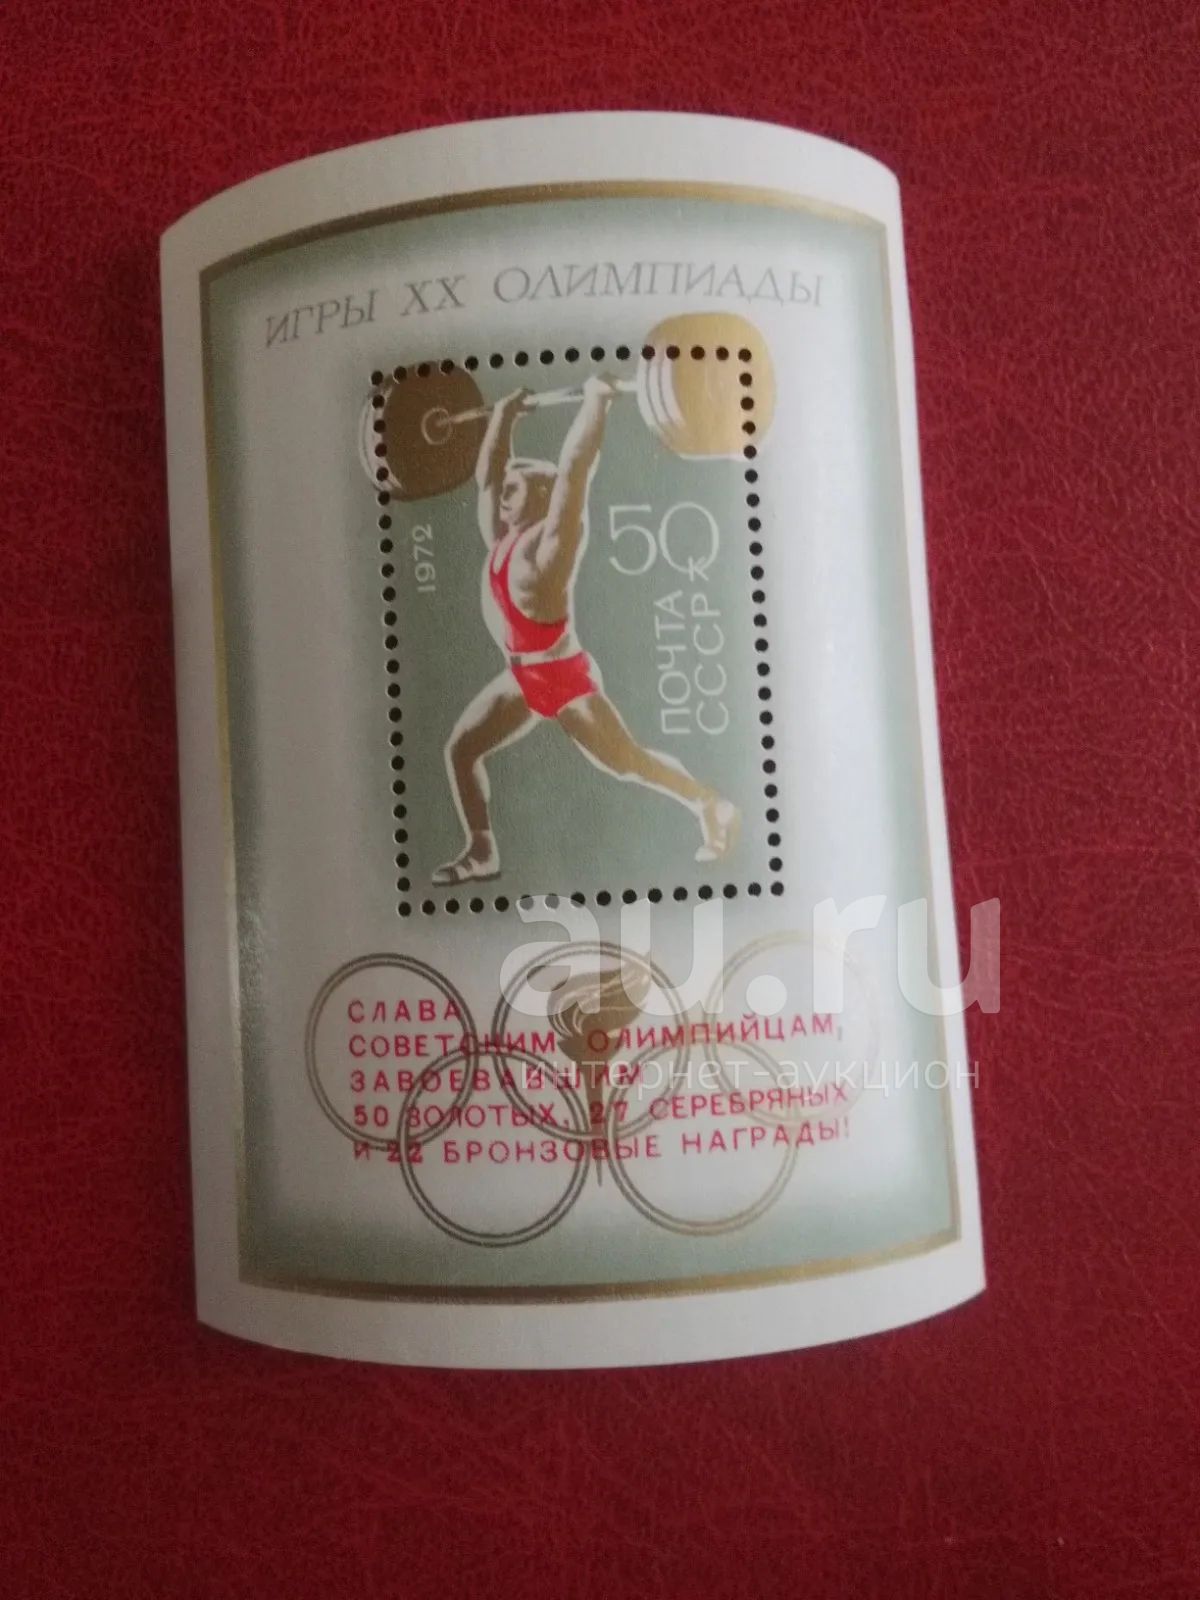 ИГРЫ XX ОЛИМПИАДЫ
1972
50к
ПОЧТА
СССР
au.ru
интернет-аукцион
СЛАВА
СОВЕТСКИМ ОЛИМПИЙЦАМ,
ЗАВОЕВАВШИМ
50 ЗОЛОТЫХ, 27 СЕРЕБРЯНЫХ
И 22 БРОНЗОВЫЕ НАГРАДЫ!